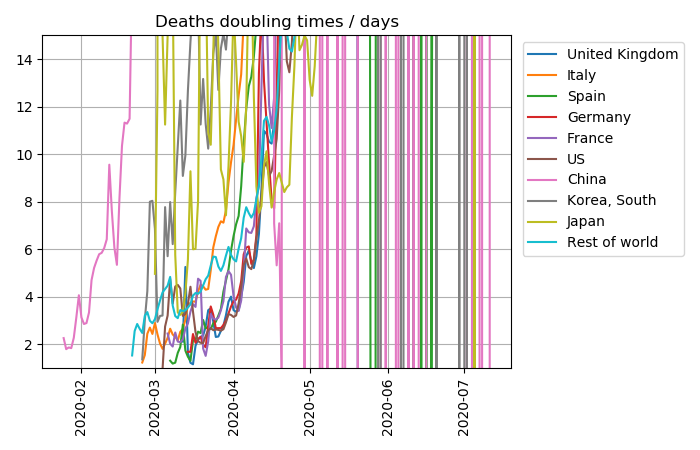 Deaths doubling times / days
14
12
10
8
6
4
2
2020-02
2020-03
2020-04
2020-05
2020-06
2020-07
United Kingdom
Italy
Spain
Germany
France
US
China
Korea, South
Japan
Rest of world